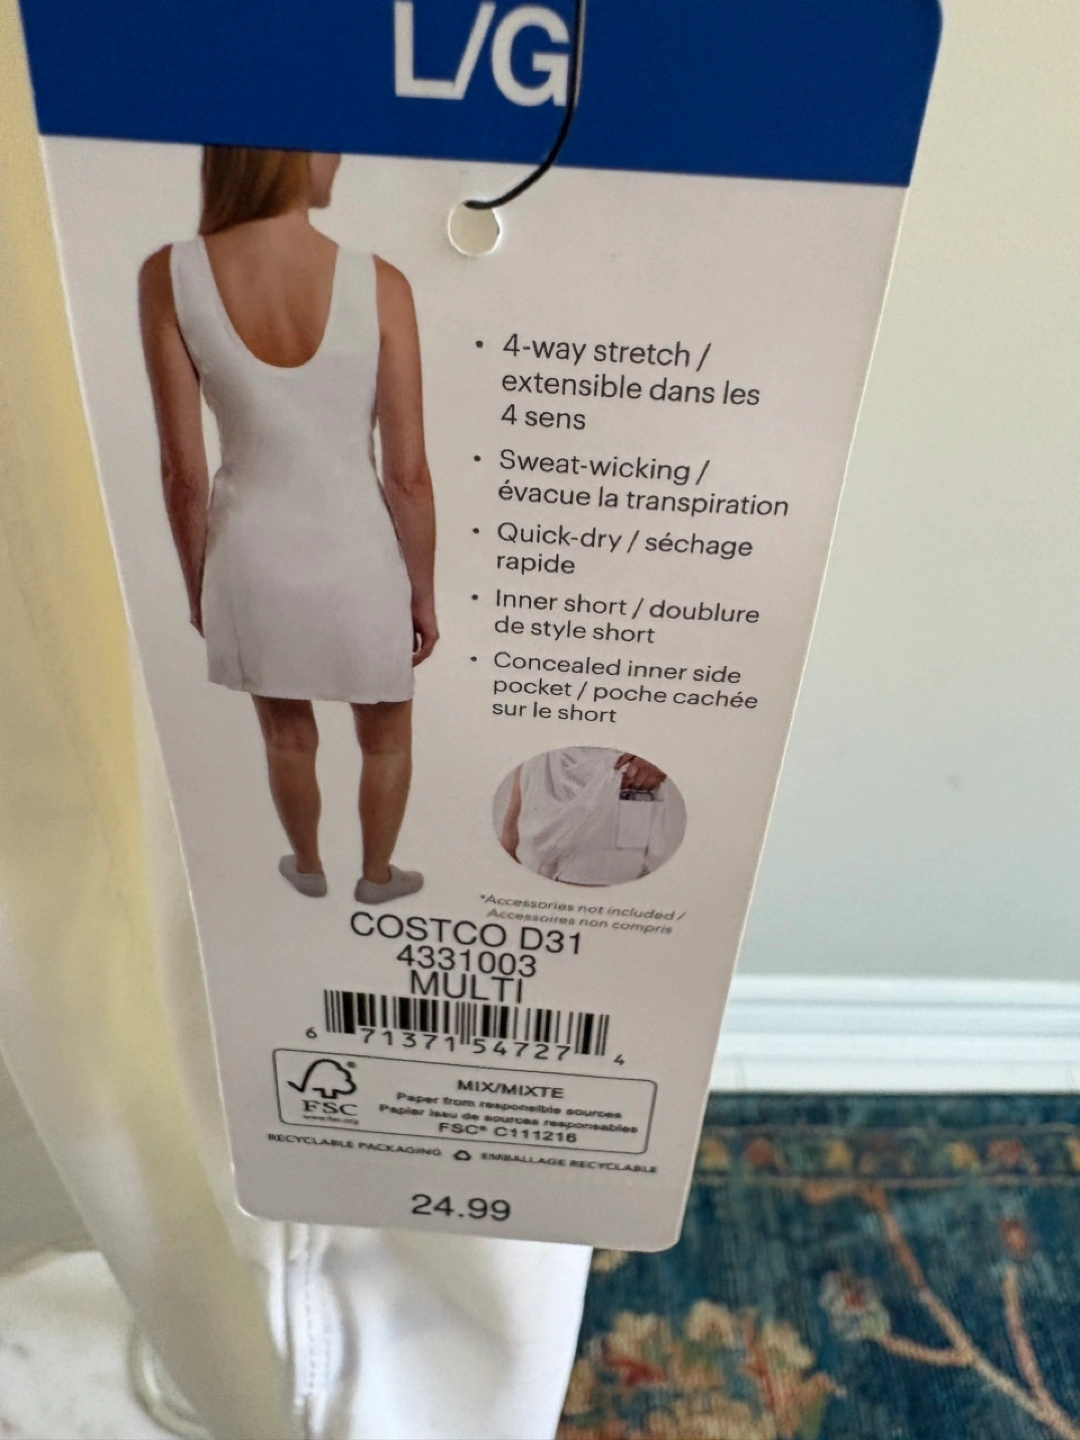 L/G
• 4-way stretch /
extensible dans les
4 sens
• Sweat-wicking /
évacue la transpiration
• Quick-dry / séchage
rapide
• Inner short / doublure
de style short
• Concealed inner side
pocket / poche cachée
sur le short
*Accessories not included /
Accessoires non compris
COSTCO D31
4331003
MULTI
6 71371 54727 4
FSC
www.fsc.org
MIX/MIXTE
Paper from responsible sources
Papier issu de sources responsables
FSC® C111216
RECYCLABLE PACKAGING EMBALLAGE RECYCLABLE
24.99